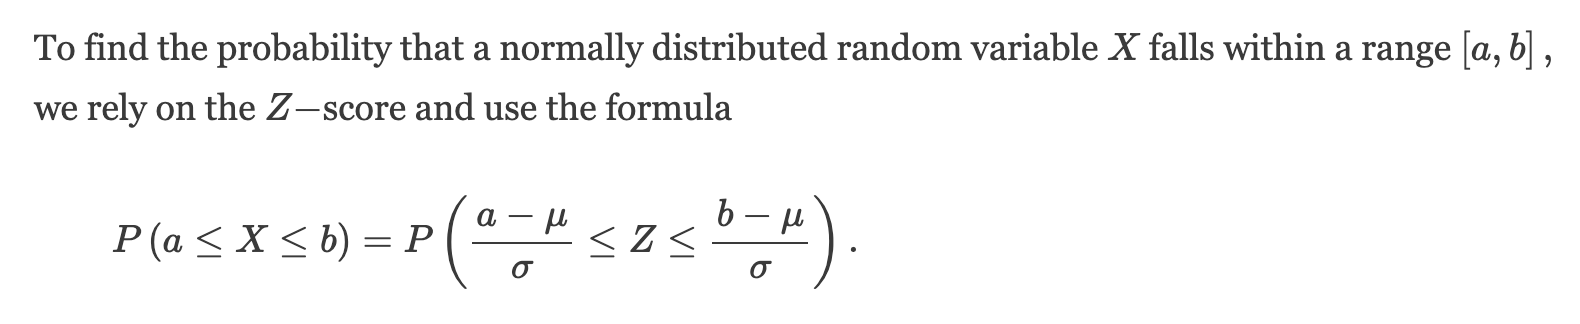 To find the probability that a normally distributed random variable X falls within a range [a, b] ,
we rely on the Z−score and use the formula
P (a ≤ X ≤ b) = P ( (a − μ)/σ ≤ Z ≤ (b − μ)/σ ) .